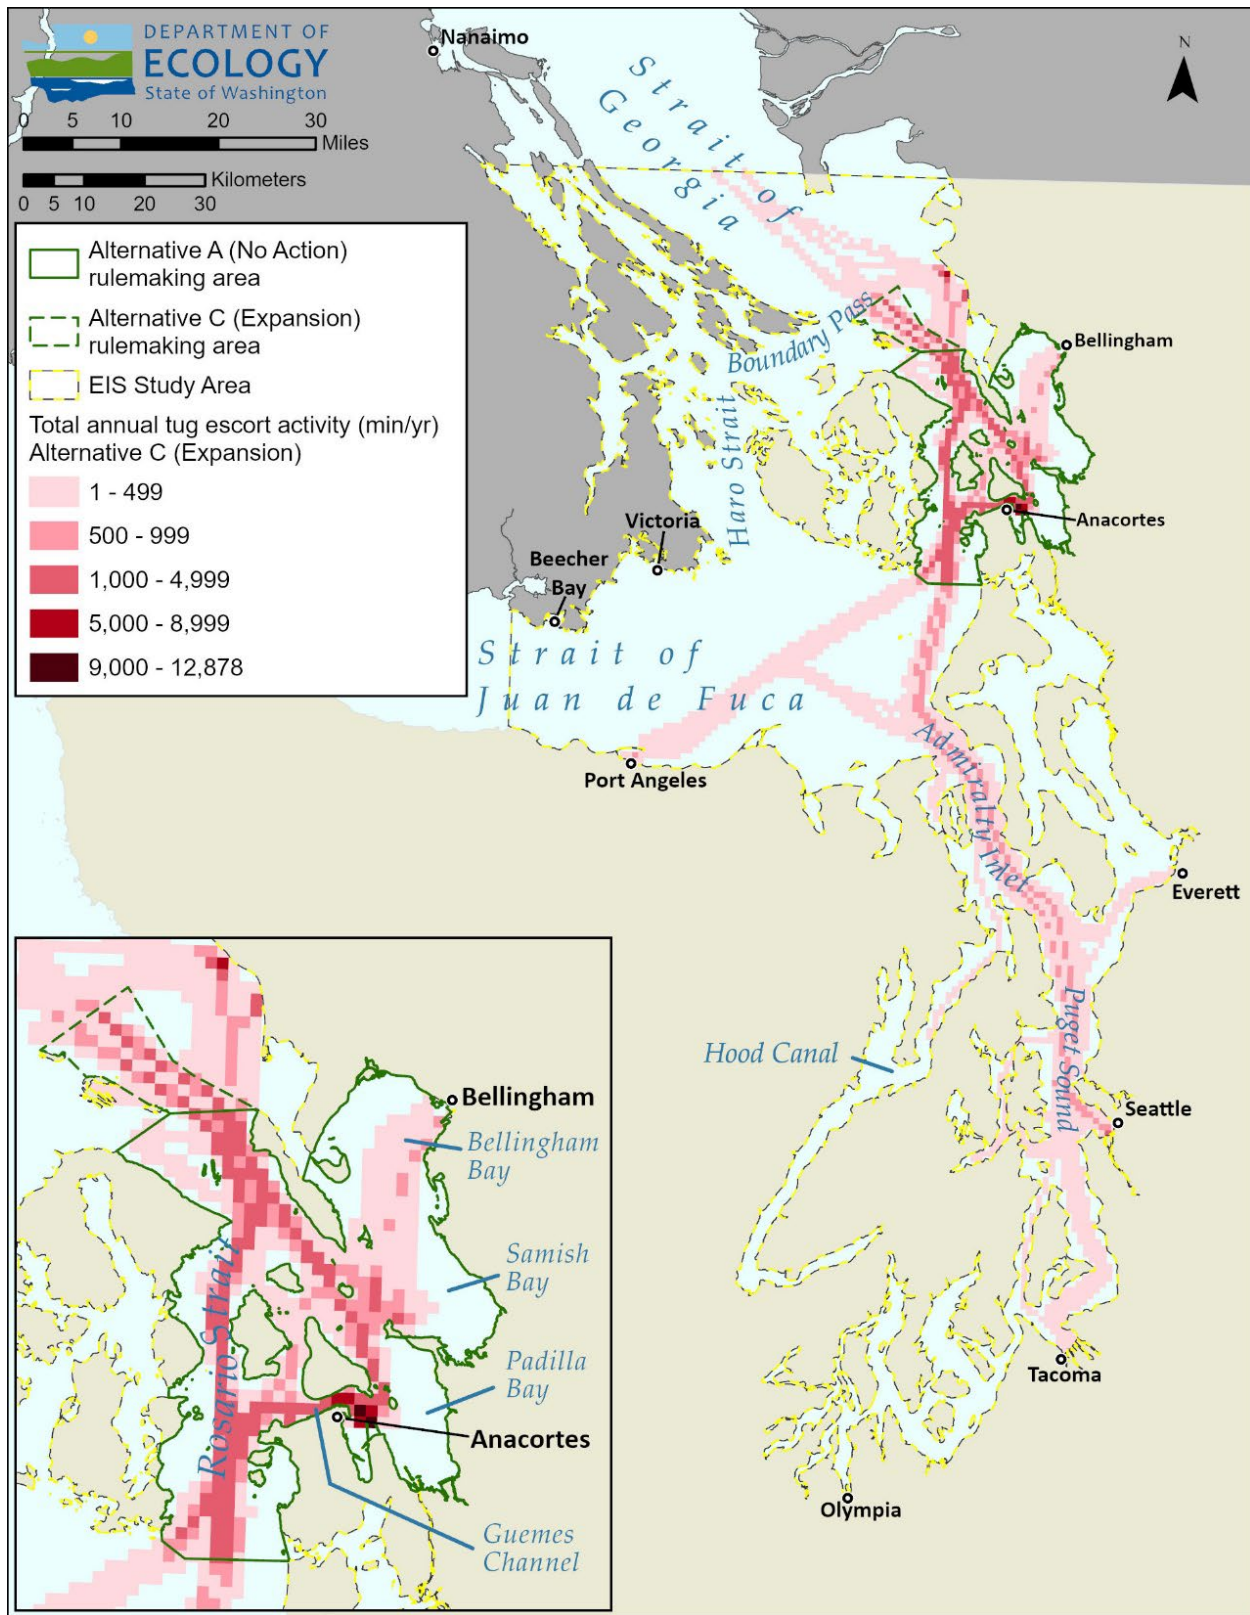 DEPARTMENT OF
ECOLOGY
State of Washington
0 5 10 20 30 Miles
Kilometers
0 5 10 20 30
Alternative A (No Action)
rulemaking area
Alternative C (Expansion)
rulemaking area
EIS Study Area
Total annual tug escort activity (min/yr)
Alternative C (Expansion)
1 - 499
500 - 999
1,000 - 4,999
5,000 - 8,999
9,000 - 12,878
N
Nanaimo
Strait of
Georgia
Boundary Pass
Haro Strait
Bellingham
Anacortes
Victoria
Beecher
Bay
Strait of
Juan de Fuca
Port Angeles
Admiralty Inlet
Everett
Hood Canal
Puget Sound
Seattle
Tacoma
Olympia
Bellingham
Bellingham
Bay
Samish
Bay
Rosario Strait
Padilla
Bay
Anacortes
Guemes
Channel